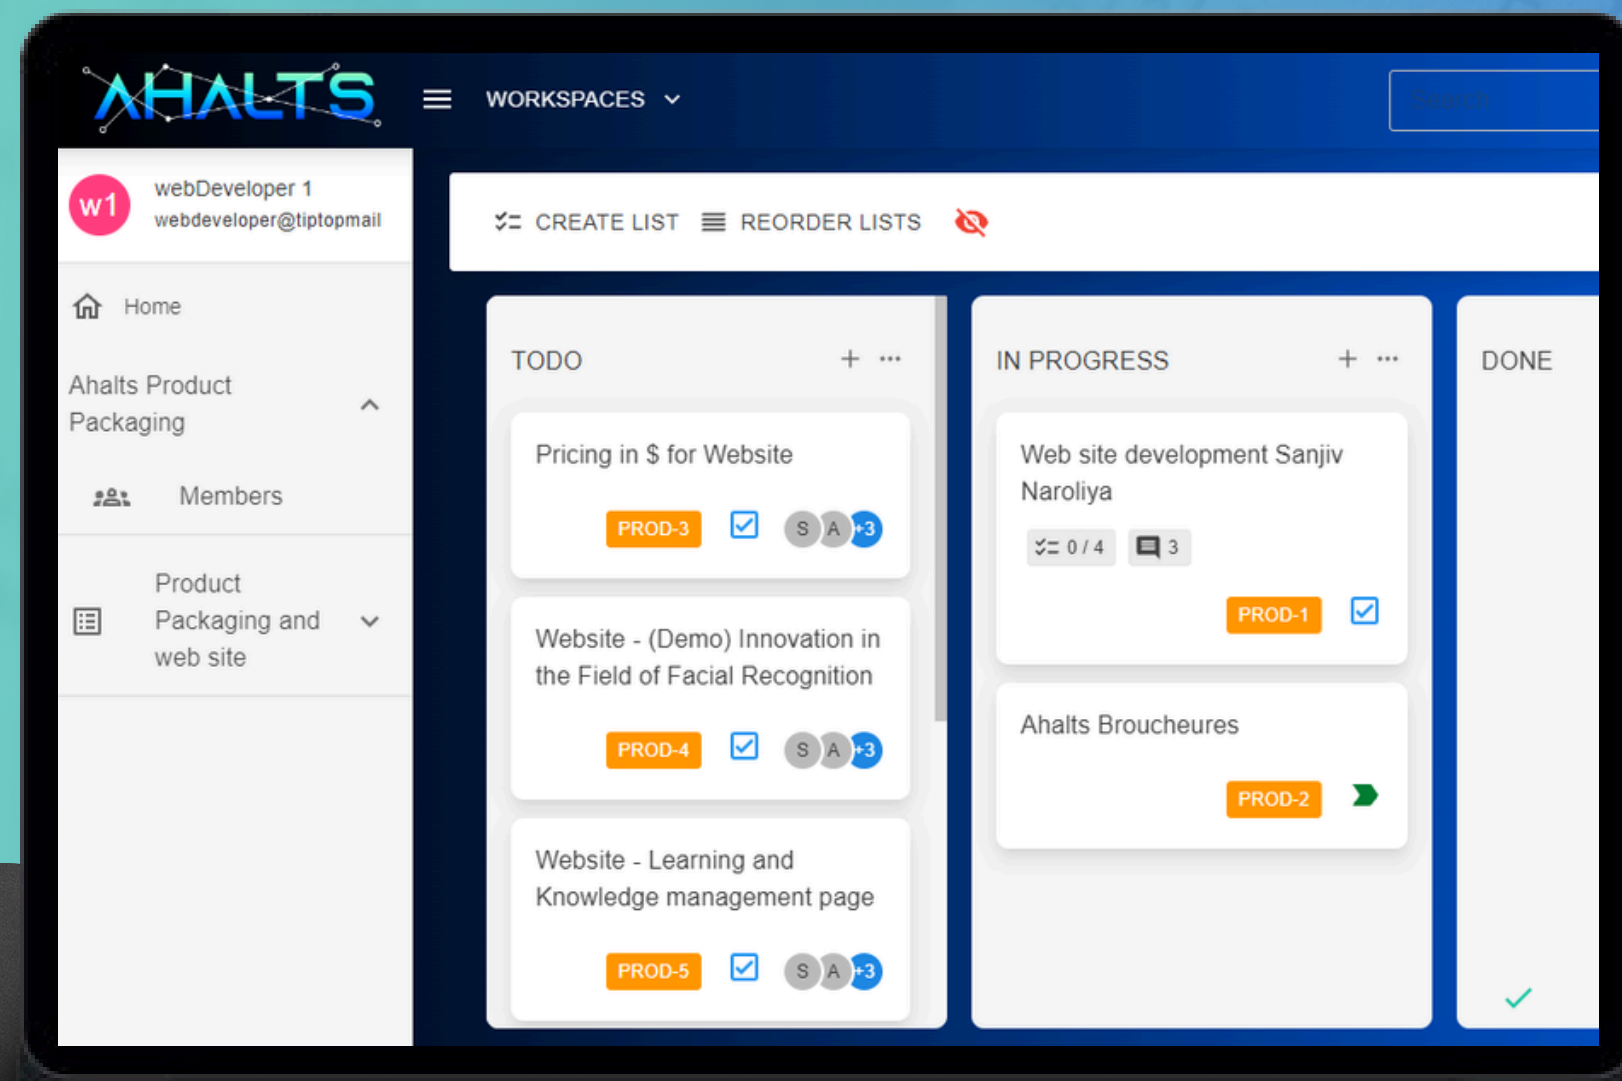 AHALTS
WORKSPACES
Search
w1
webDeveloper 1
webdeveloper@tiptopmail
CREATE LIST
REORDER LISTS
Home
Ahalts Product
Packaging
Members
Product
Packaging and
web site
TODO
Pricing in $ for Website
PROD-3
S A +3
Website - (Demo) Innovation in
the Field of Facial Recognition
PROD-4
S A +3
Website - Learning and
Knowledge management page
PROD-5
S A +3
IN PROGRESS
Web site development Sanjiv
Naroliya
0 / 4
3
PROD-1
Ahalts Broucheures
PROD-2
DONE